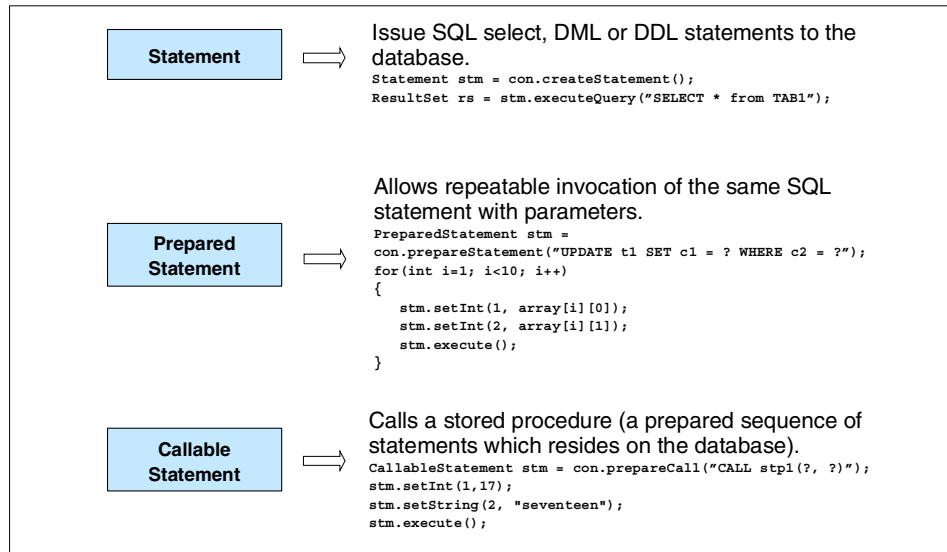 Statement
Issue SQL select, DML or DDL statements to the
database.
Statement stm = con.createStatement();
ResultSet rs = stm.executeQuery(”SELECT * from TAB1”);
Prepared
Statement
Allows repeatable invocation of the same SQL
statement with parameters.
PreparedStatement stm =
con.prepareStatement(”UPDATE t1 SET c1 = ? WHERE c2 = ?”);
for(int i=1; i<10; i++)
{
stm.setInt(1, array[i][0]);
stm.setInt(2, array[i][1]);
stm.execute();
}
Callable
Statement
Calls a stored procedure (a prepared sequence of
statements which resides on the database).
CallableStatement stm = con.prepareCall(”CALL stp1(?, ?)”);
stm.setInt(1,17);
stm.setString(2, "seventeen");
stm.execute();